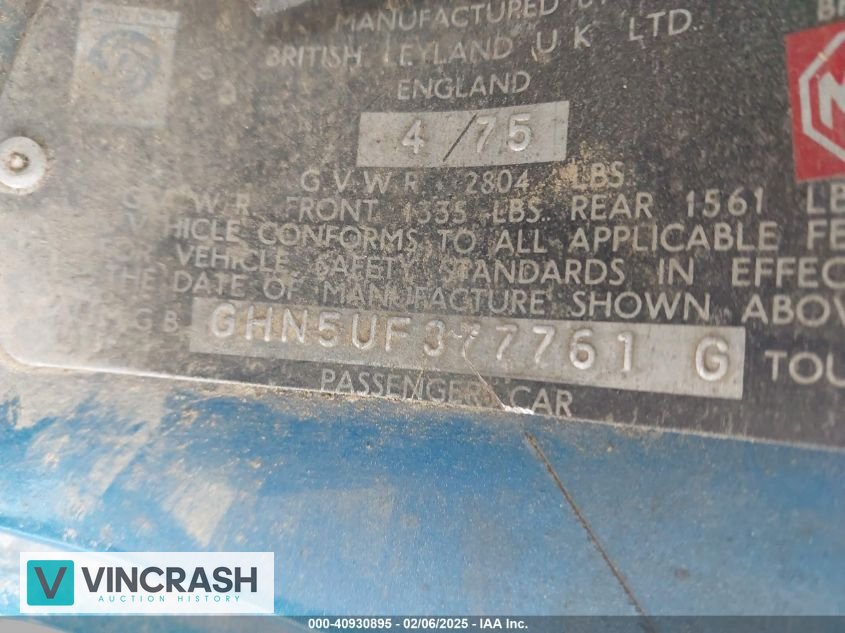 MANUFACTURED BY
BRITISH LEYLAND U K LTD.
ENGLAND
4/75
G V W R 2804 LBS.
G.V.W.R. FRONT 1335 LBS. REAR 1561 LB
VEHICLE CONFORMS TO ALL APPLICABLE FE
FOR VEHICLE SAFETY STANDARDS IN EFFEC
THE DATE OF MANUFACTURE SHOWN ABOV
G B GHN5UF377761 G TOU
PASSENGER CAR
VINCRASH
AUCTION HISTORY
000-40930895 - 02/06/2025 - IAA Inc.